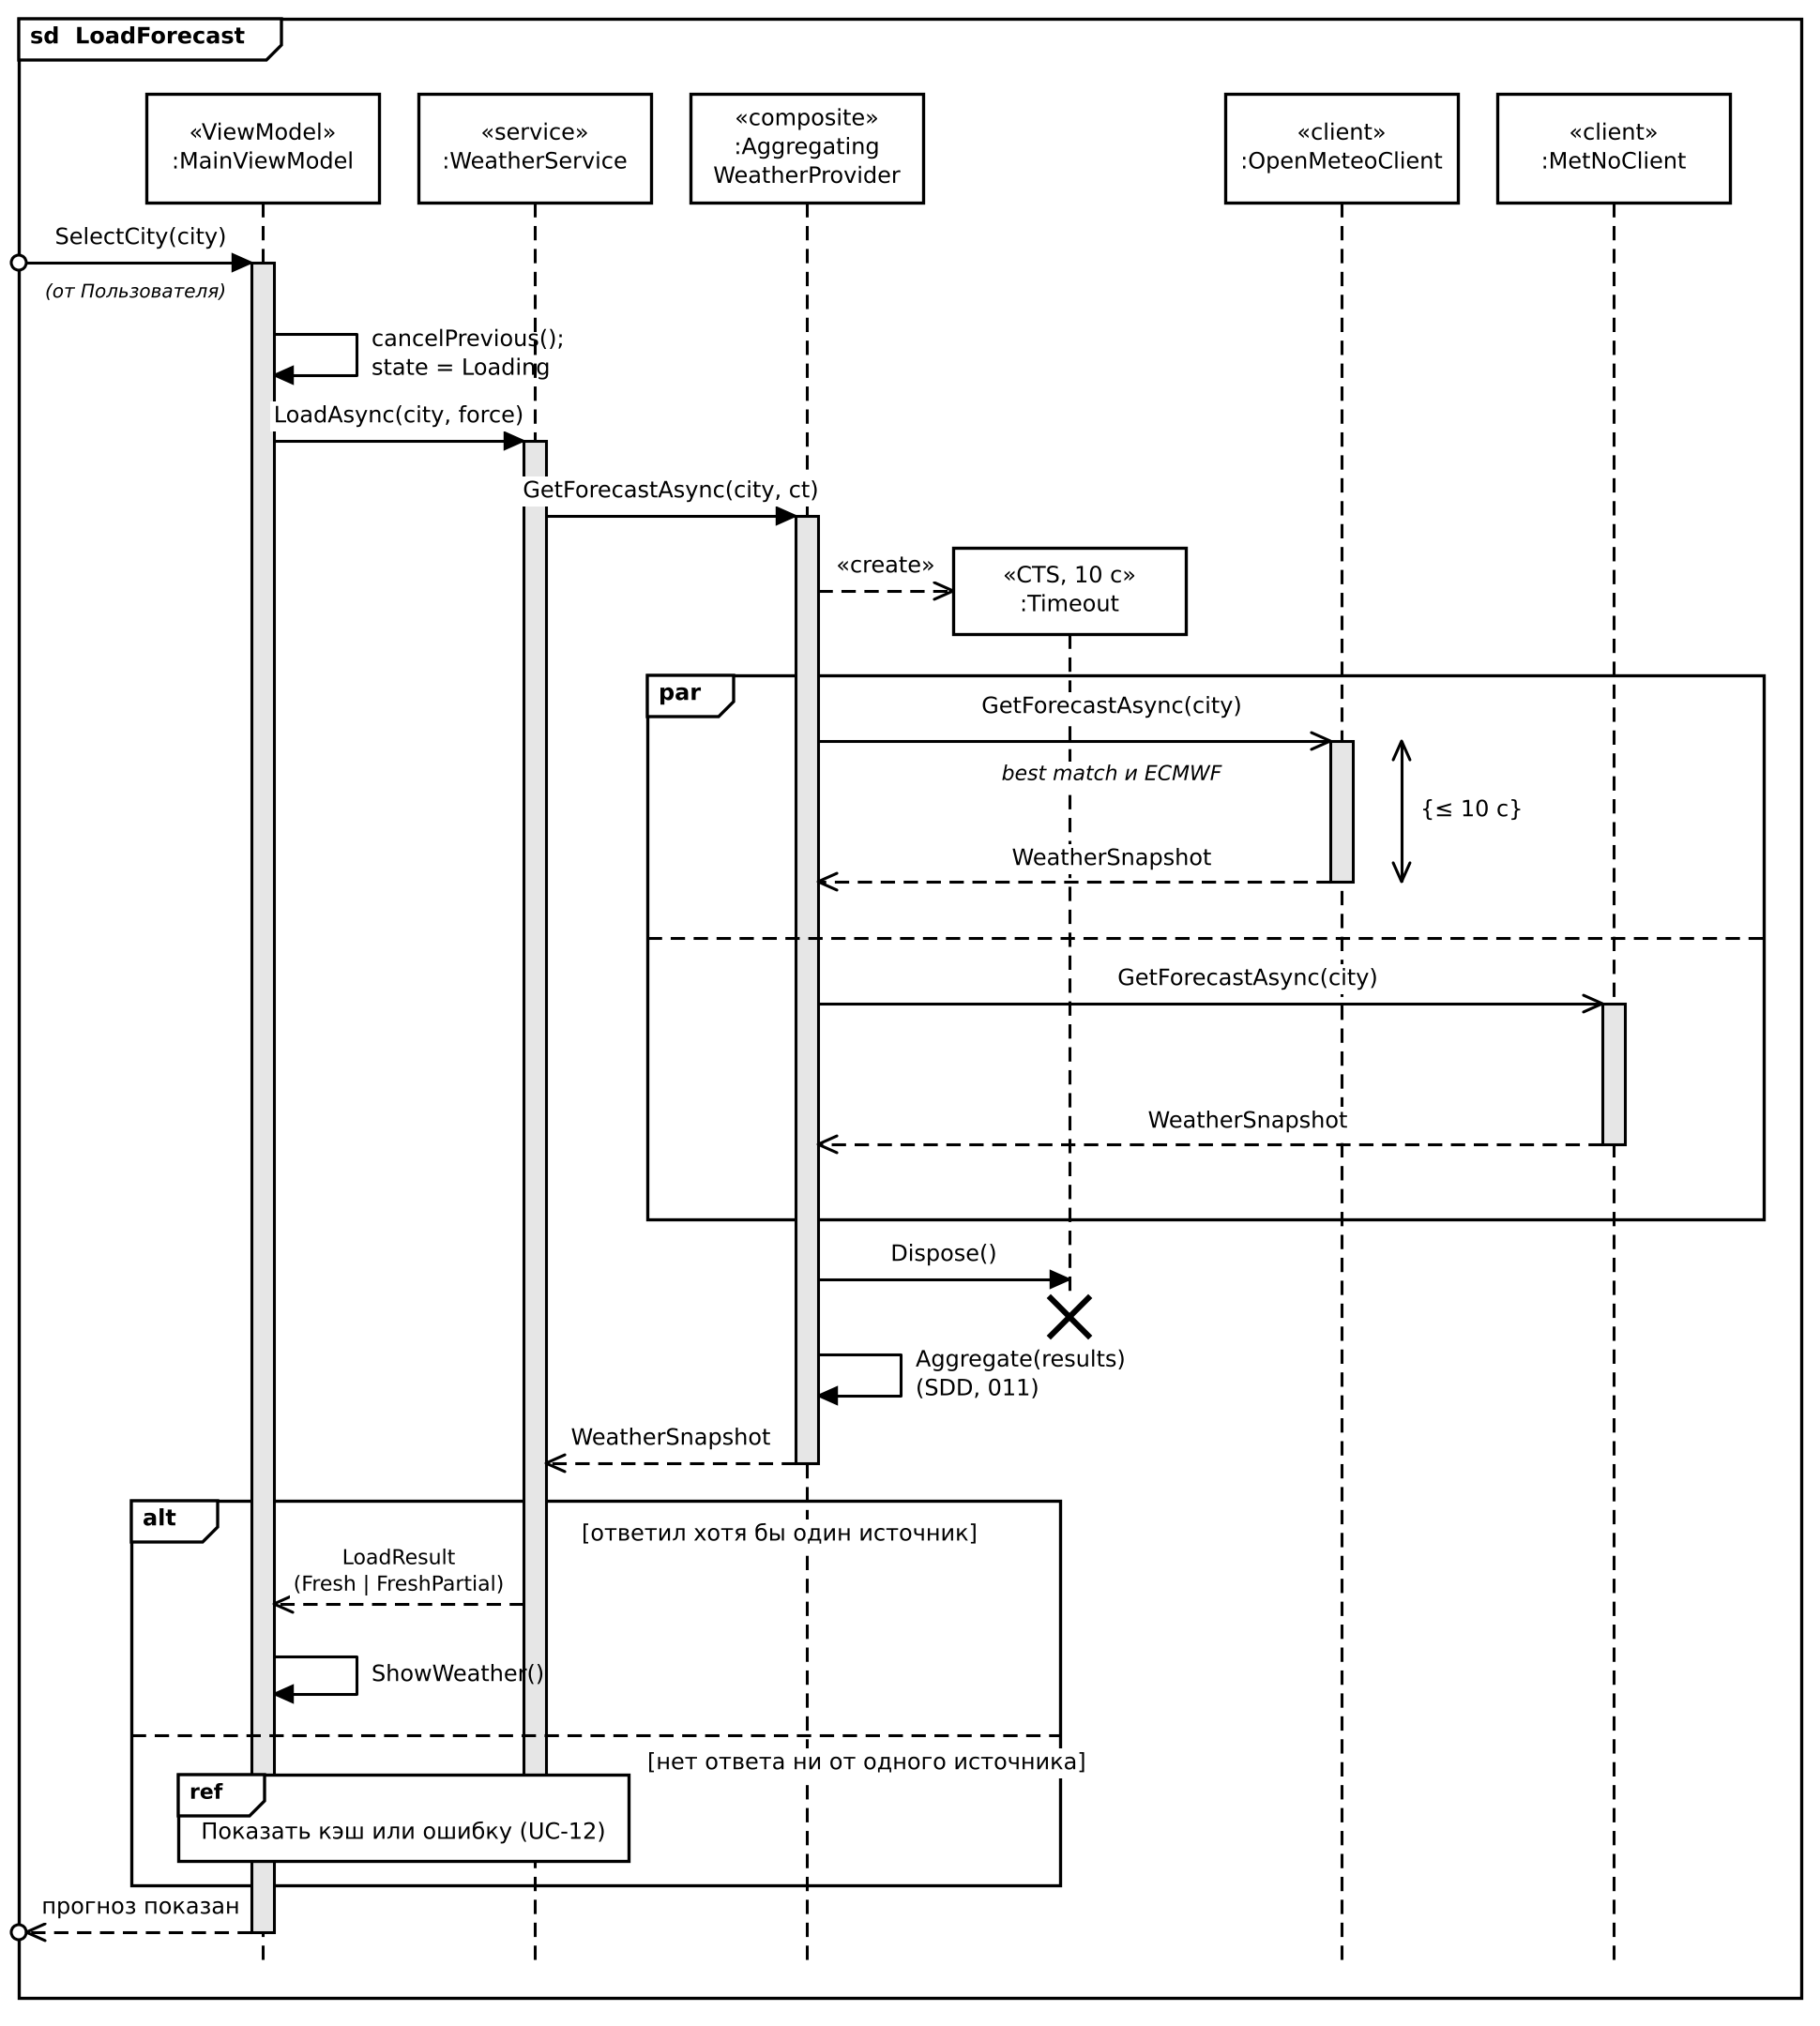 sd LoadForecast
«ViewModel»
:MainViewModel
«service»
:WeatherService
«composite»
:Aggregating
WeatherProvider
«client»
:OpenMeteoClient
«client»
:MetNoClient
SelectCity(city)
(от Пользователя)
cancelPrevious();
state = Loading
LoadAsync(city, force)
GetForecastAsync(city, ct)
«create»
«CTS, 10 с»
:Timeout
par
GetForecastAsync(city)
best match и ECMWF
{≤ 10 с}
WeatherSnapshot
GetForecastAsync(city)
WeatherSnapshot
Dispose()
Aggregate(results)
(SDD, 011)
WeatherSnapshot
alt
[ответил хотя бы один источник]
LoadResult
(Fresh | FreshPartial)
ShowWeather()
[нет ответа ни от одного источника]
ref
Показать кэш или ошибку (UC-12)
прогноз показан